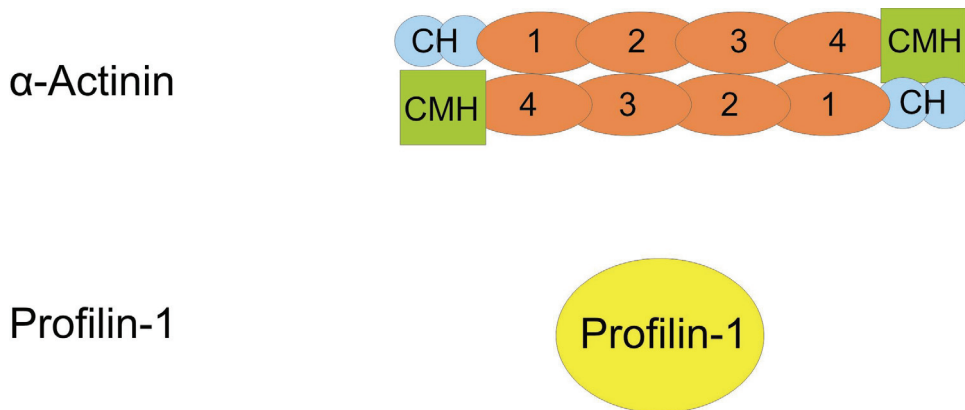 α-Actinin
CH 1 2 3 4 CMH
CMH 4 3 2 1 CH
Profilin-1
Profilin-1